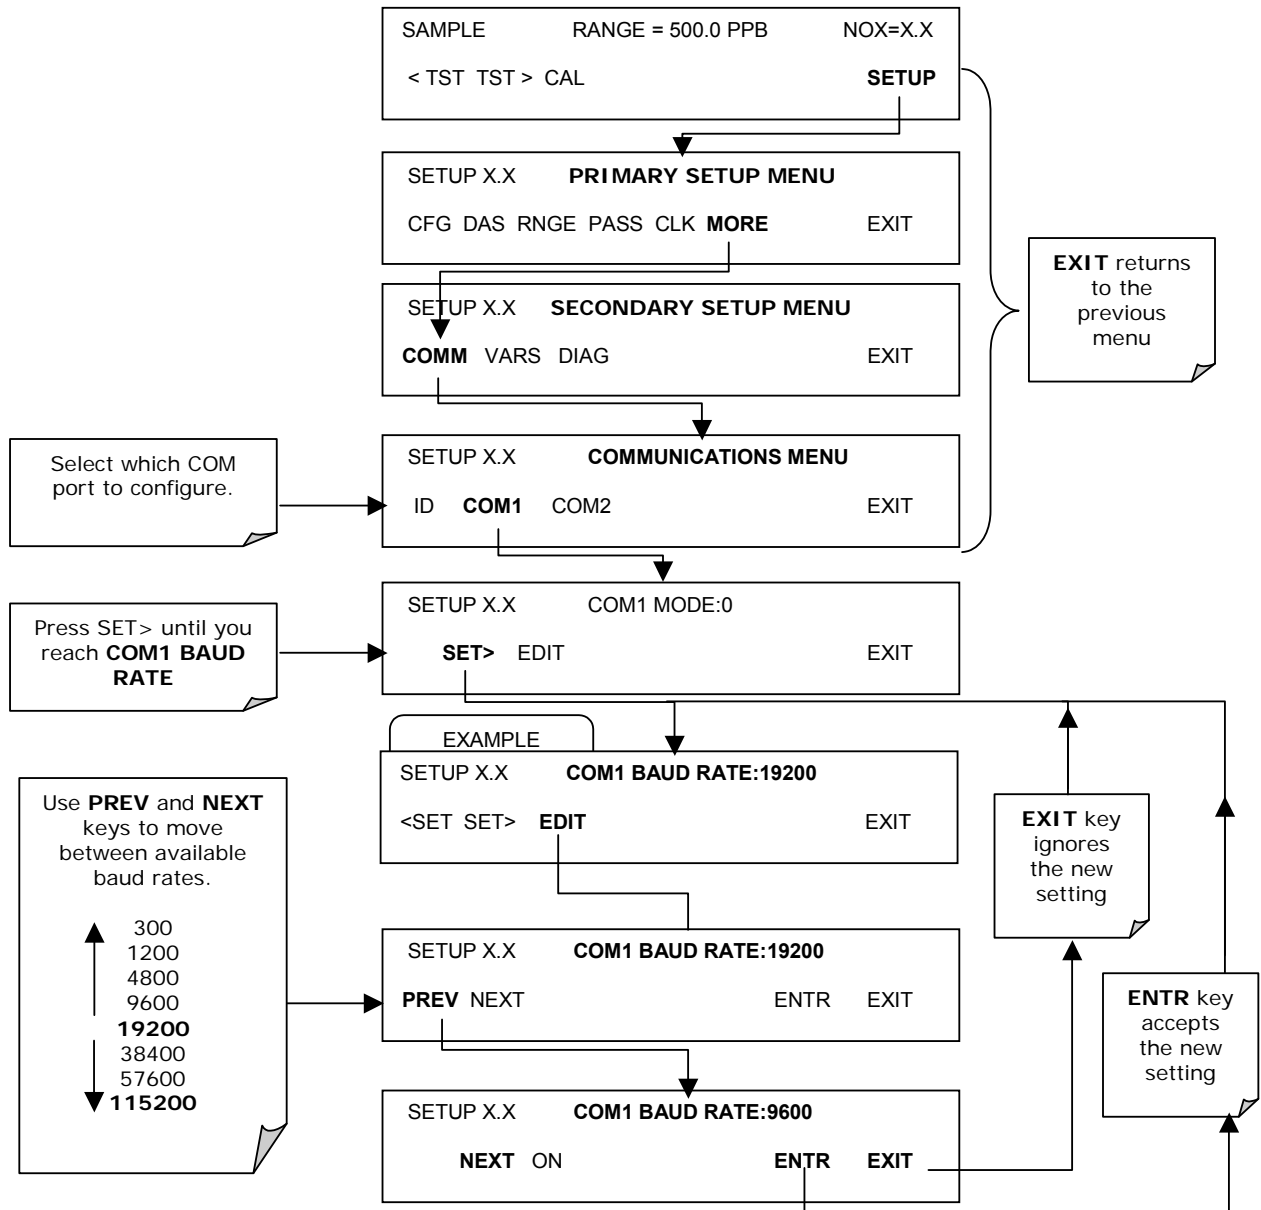 SAMPLE RANGE = 500.0 PPB NOX=X.X
< TST TST > CAL SETUP
SETUP X.X PRIMARY SETUP MENU
CFG DAS RNGE PASS CLK MORE EXIT
EXIT returns
to the
previous
menu
SETUP X.X SECONDARY SETUP MENU
COMM VARS DIAG EXIT
Select which COM
port to configure.
SETUP X.X COMMUNICATIONS MENU
ID COM1 COM2 EXIT
Press SET> until you
reach COM1 BAUD
RATE
SETUP X.X COM1 MODE:0
SET> EDIT EXIT
EXAMPLE
SETUP X.X COM1 BAUD RATE:19200
<SET SET> EDIT EXIT
Use PREV and NEXT
keys to move
between available
baud rates.
300
1200
4800
9600
19200
38400
57600
115200
EXIT key
ignores
the new
setting
SETUP X.X COM1 BAUD RATE:19200
PREV NEXT ENTR EXIT
ENTR key
accepts
the new
setting
SETUP X.X COM1 BAUD RATE:9600
NEXT ON ENTR EXIT